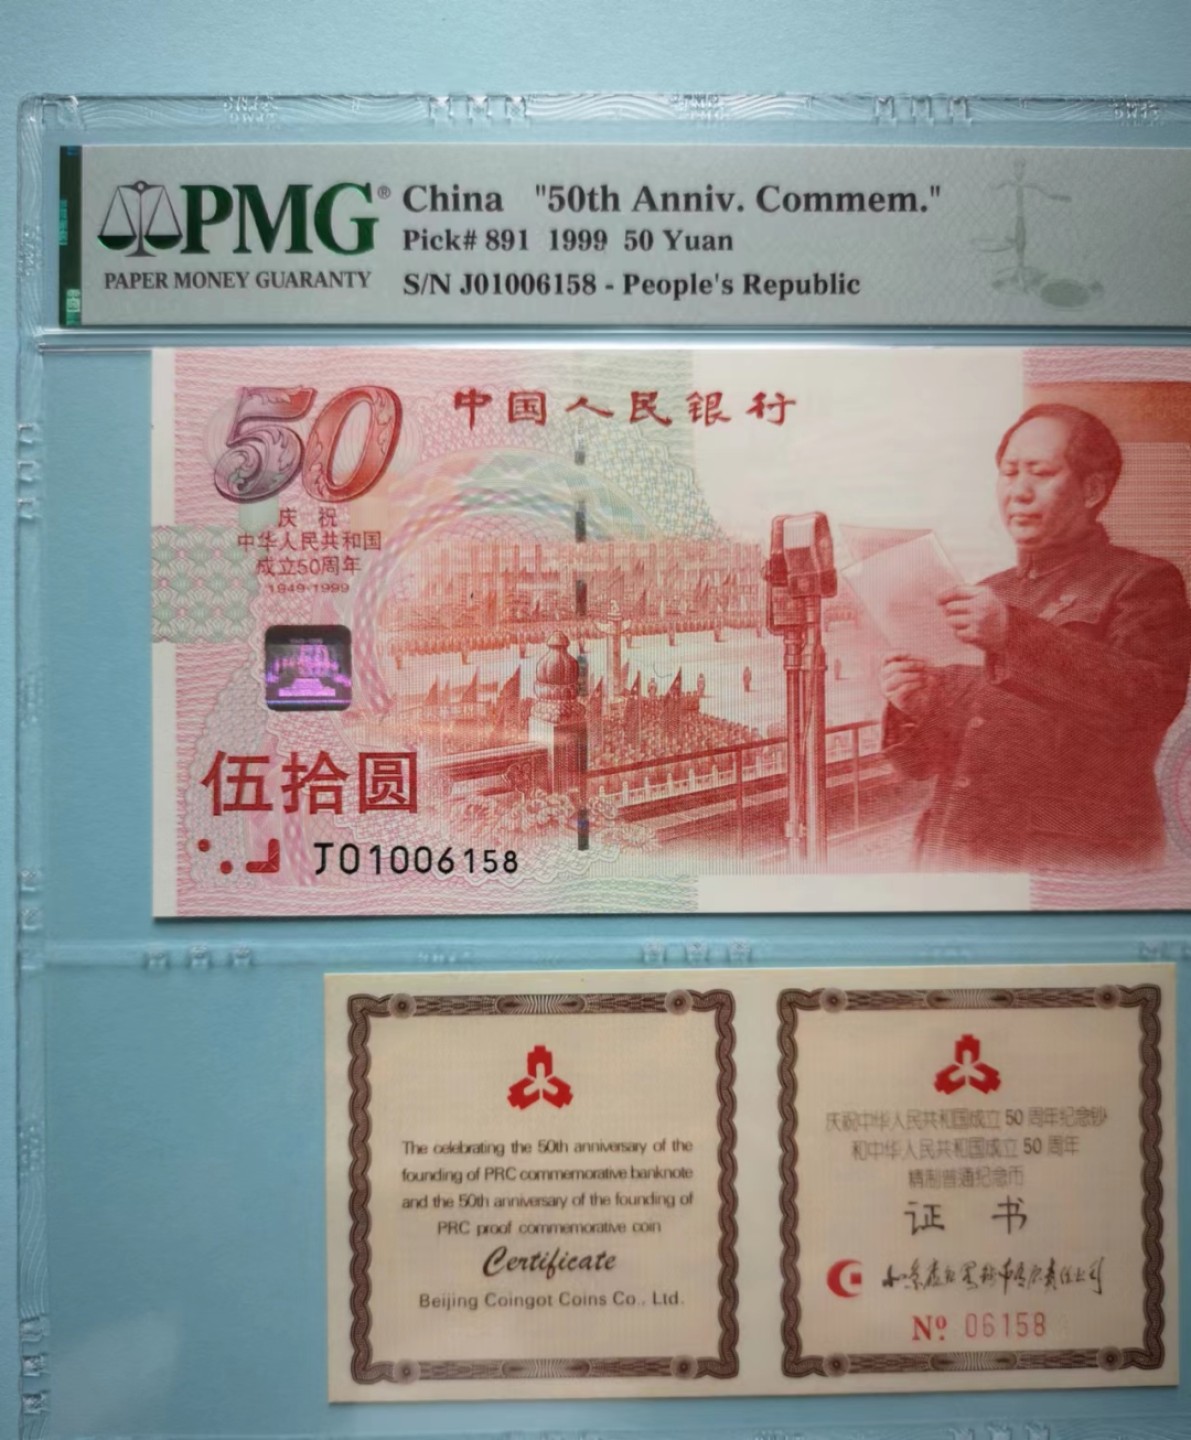 PMG® China "50th Anniv. Commem."
Pick# 891 1999 50 Yuan
PAPER MONEY GUARANTY S/N J01006158 - People's Republic
50 中国人民银行
庆 祝
中华人民共和国
成立50周年
1949-1999
伍拾圆
J01006158
The celebrating the 50th anniversary of the
founding of PRC commemorative banknote
and the 50th anniversary of the founding of
PRC proof commemorative coin
Certificate
Beijing Coingot Coins Co., Ltd.
庆祝中华人民共和国成立 50 周年纪念钞
和中华人民共和国成立 50 周年
精制普通纪念币
证 书
Nº 06158